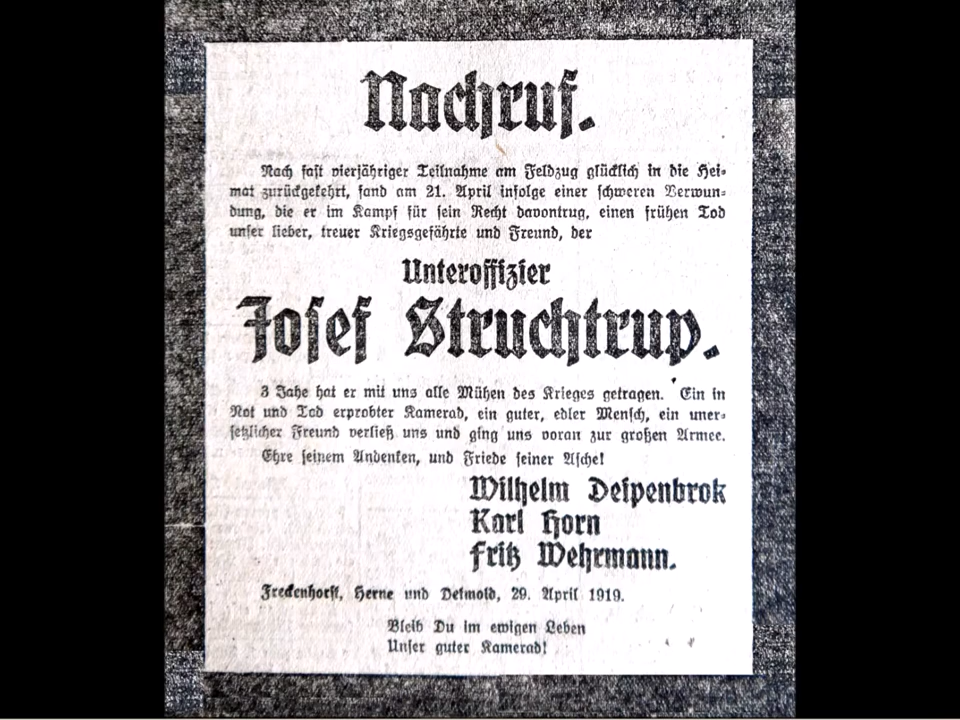 Nachruf.
Nach fast vierjähriger Teilnahme am Feldzug glücklich in die Hei-
mat zurückgekehrt, fand am 21. April infolge einer schweren Verwun-
dung, die er im Kampf für sein Recht davontrug, einen frühen Tod
unser lieber, treuer Kriegsgefährte und Freund, der
Unteroffizier
Josef Struchtrup.
3 Jahe hat er mit uns alle Mühen des Krieges getragen. Ein in
Not und Tod erprobter Kamerad, ein guter, edler Mensch, ein uner-
setzlicher Freund verließ uns und ging uns voran zur großen Armee.
Ehre seinem Andenken, und Friede seiner Asche!
Wilhelm Deipenbrok
Karl Horn
Fritz Wehrmann.
Freckenhorst, Herne und Detmold, 29. April 1919.
Bleib Du im ewigen Leben
Unser guter Kamerad!